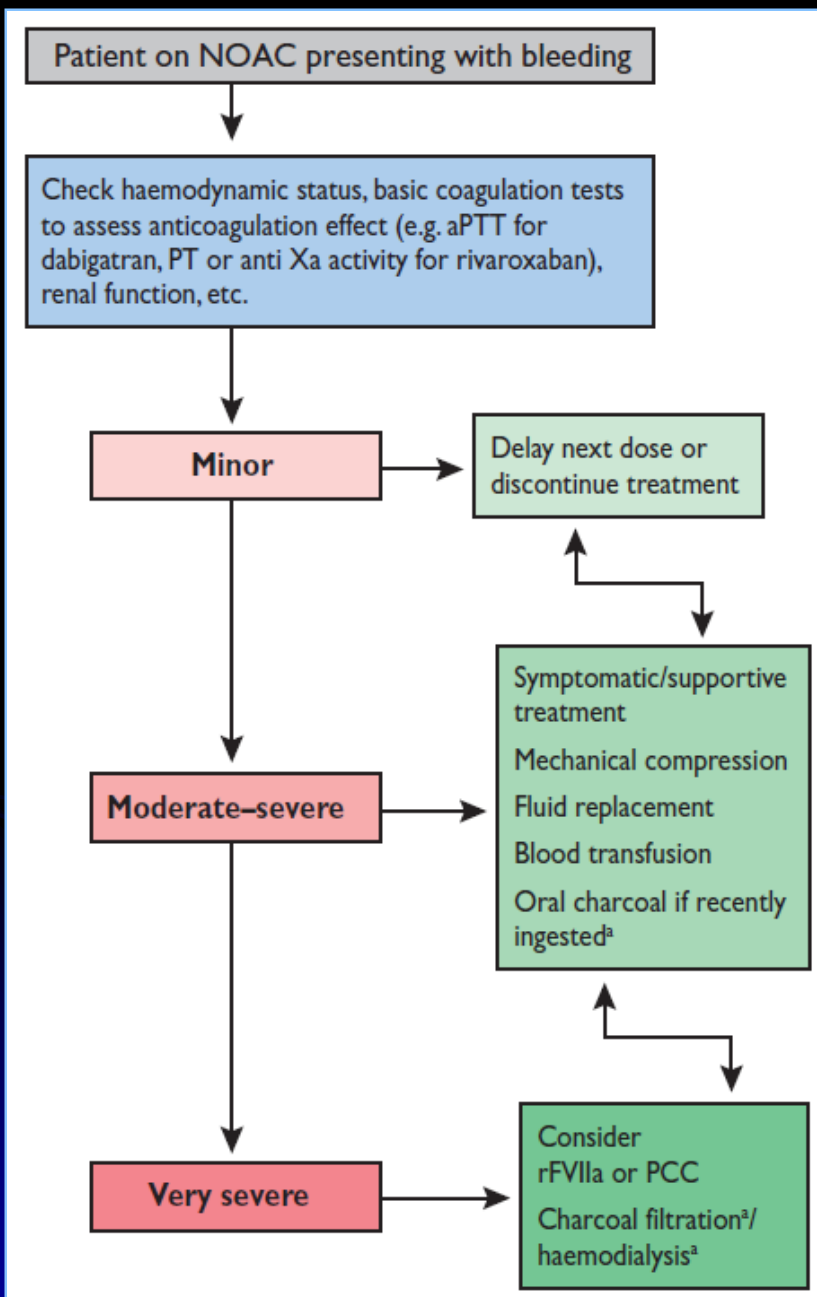 Patient on NOAC presenting with bleeding
Check haemodynamic status, basic coagulation tests
to assess anticoagulation effect (e.g. aPTT for
dabigatran, PT or anti Xa activity for rivaroxaban),
renal function, etc.
Minor
Delay next dose or
discontinue treatment
Moderate–severe
Symptomatic/supportive
treatment
Mechanical compression
Fluid replacement
Blood transfusion
Oral charcoal if recently
ingestedᵃ
Very severe
Consider
rFVIIa or PCC
Charcoal filtrationᵃ/
haemodialysisᵃ